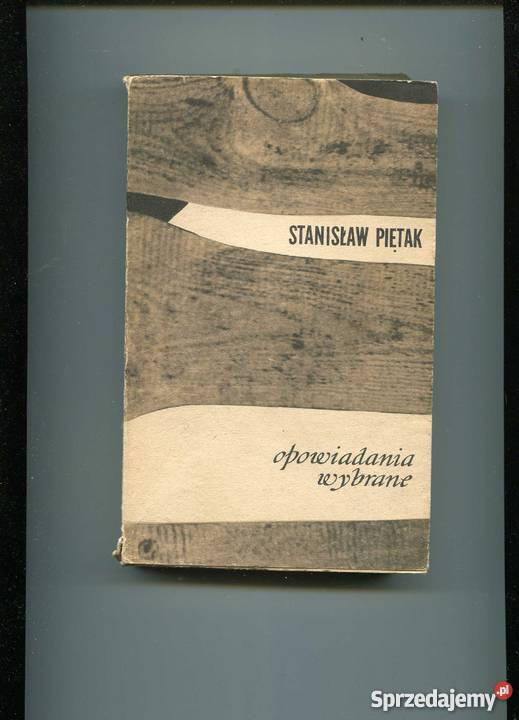 STANISŁAW PIĘTAK
opowiadania
wybrane
Sprzedajemy.pl